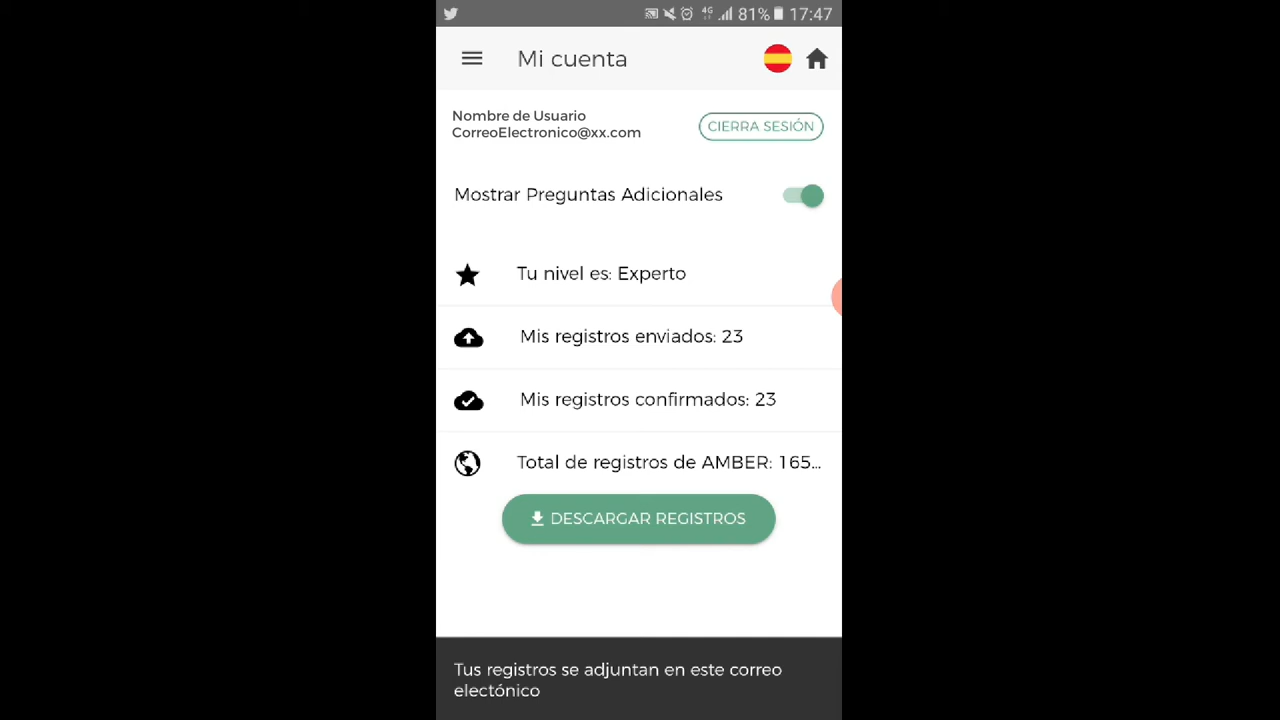 4G 81% 17:47
Mi cuenta
Nombre de Usuario
CorreoElectronico@xx.com
CIERRA SESIÓN
Mostrar Preguntas Adicionales
Tu nivel es: Experto
Mis registros enviados: 23
Mis registros confirmados: 23
Total de registros de AMBER: 165...
DESCARGAR REGISTROS
Tus registros se adjuntan en este correo
electónico